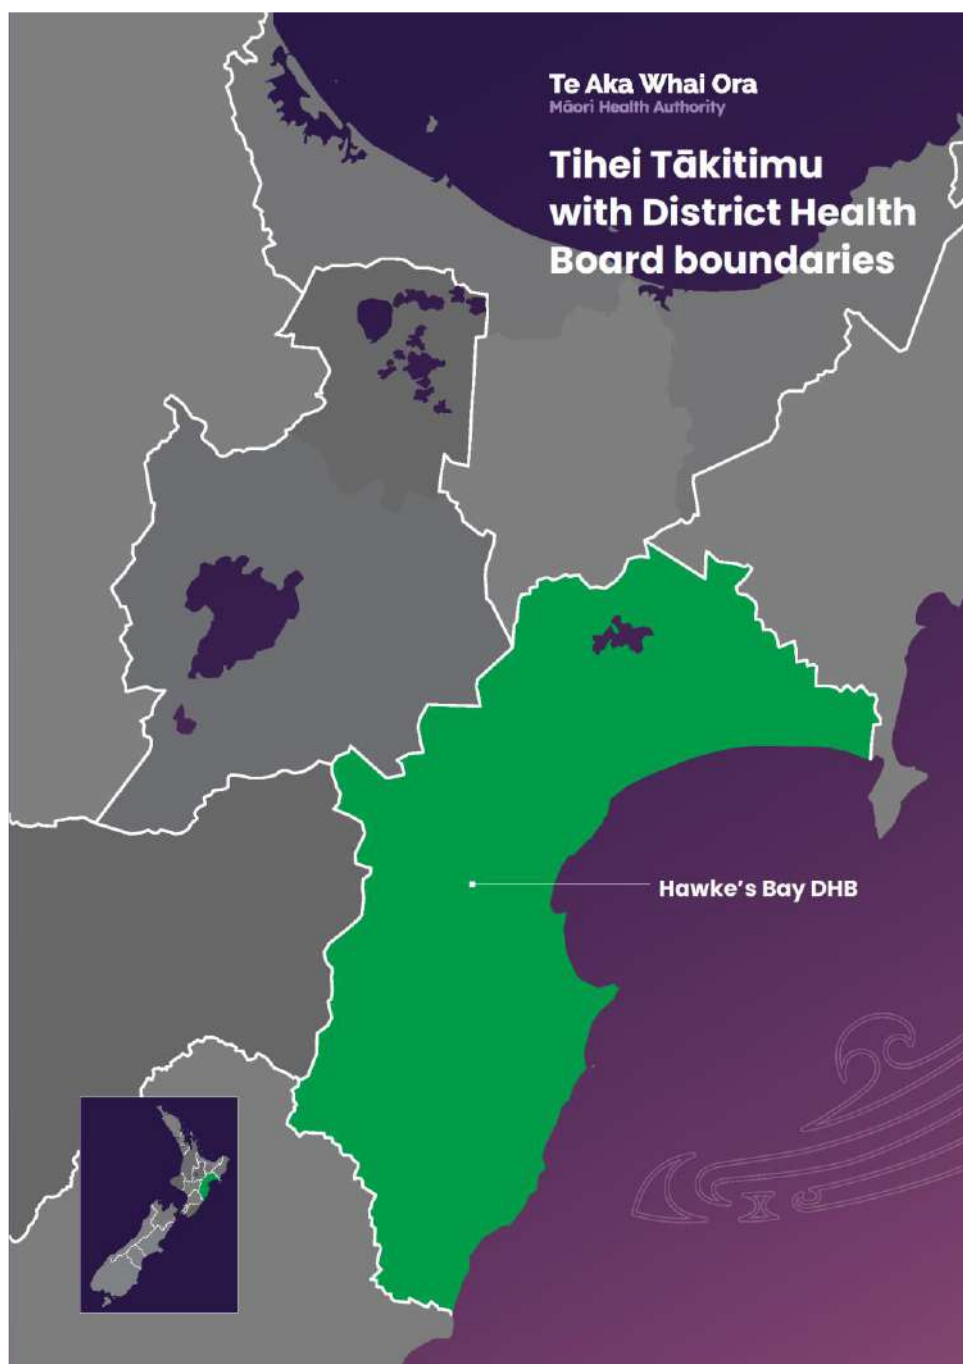 Te Aka Whai Ora
Māori Health Authority
Tihei Tākitimu
with District Health
Board boundaries
Hawke's Bay DHB